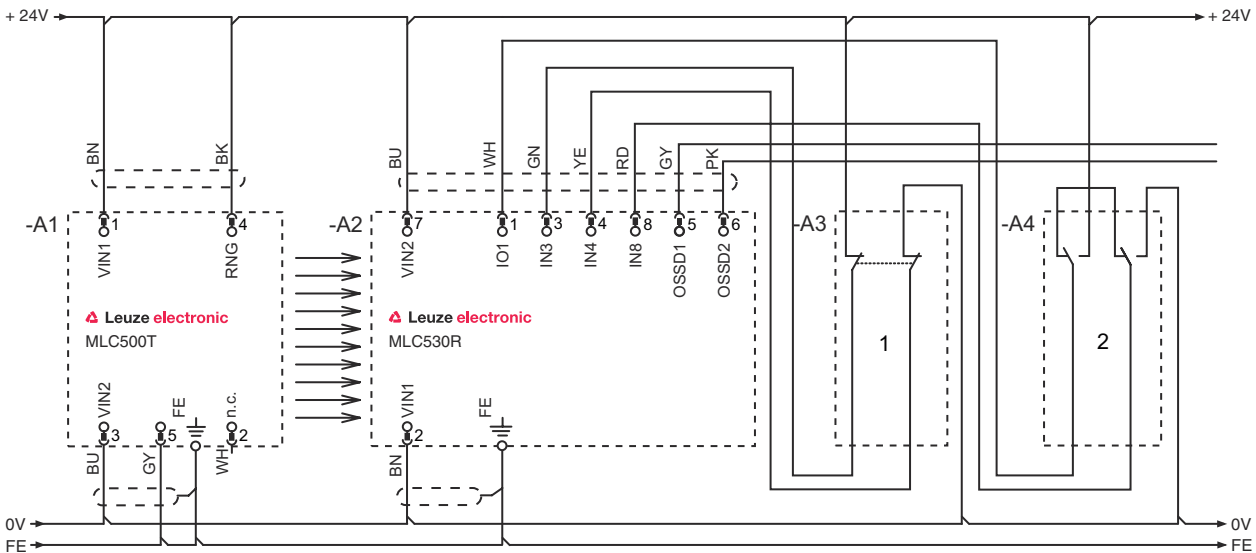 + 24V
+ 24V
BN
BK
BU
WH
GN
YE
RD
GY
PK
-A1
1
4
-A2
7
1
3
4
8
5
6
-A3
-A4
VIN1
RNG
VIN2
IO1
IN3
IN4
IN8
OSSD1
OSSD2
Leuze electronic
MLC500T
Leuze electronic
MLC530R
1
2
VIN2
FE
n.c.
VIN1
FE
3
5
2
2
BU
GY
WH
BN
0V
0V
FE
FE